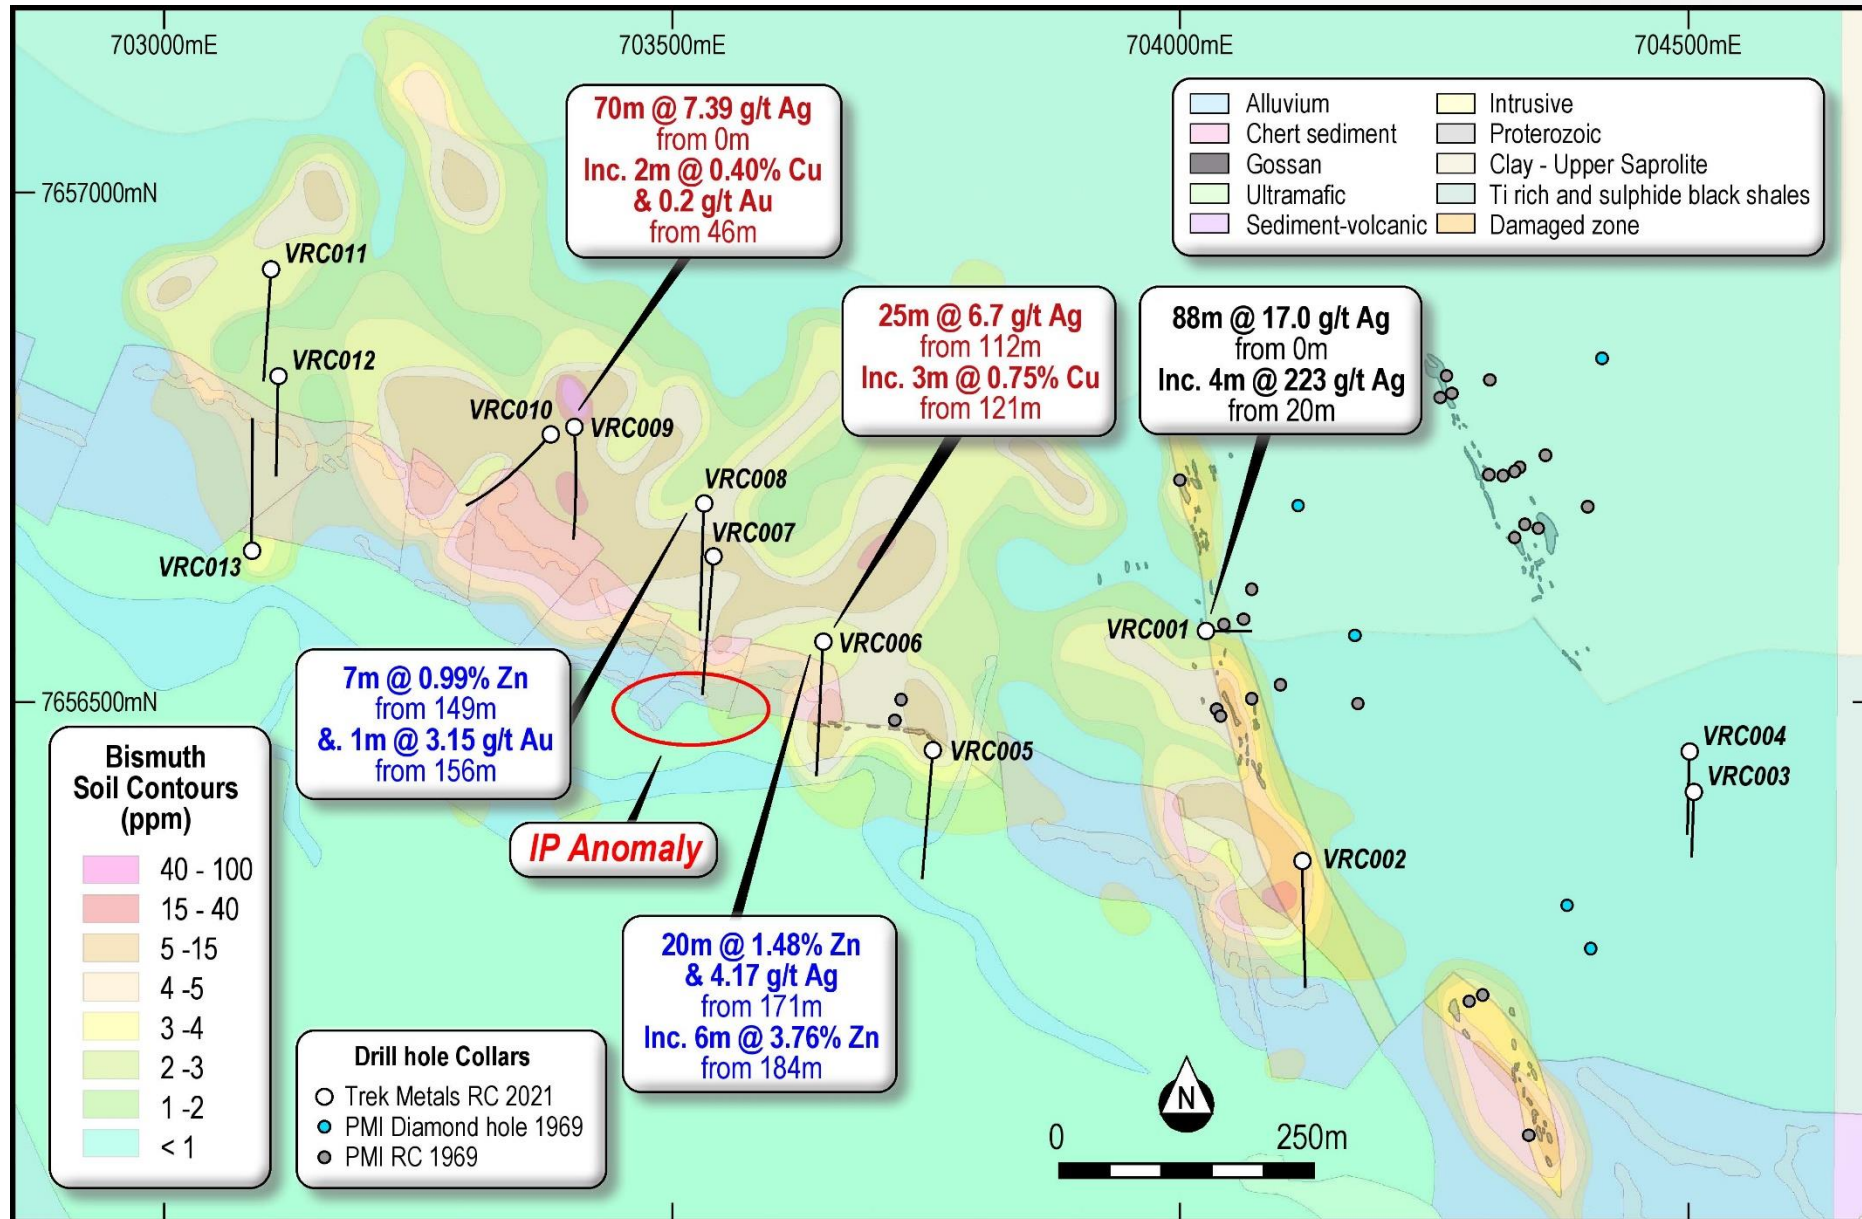 703000mE
703500mE
704000mE
704500mE
7657000mN
7656500mN
70m @ 7.39 g/t Ag
from 0m
Inc. 2m @ 0.40% Cu
& 0.2 g/t Au
from 46m
25m @ 6.7 g/t Ag
from 112m
Inc. 3m @ 0.75% Cu
from 121m
88m @ 17.0 g/t Ag
from 0m
Inc. 4m @ 223 g/t Ag
from 20m
Alluvium
Chert sediment
Gossan
Ultramafic
Sediment-volcanic
Intrusive
Proterozoic
Clay - Upper Saprolite
Ti rich and sulphide black shales
Damaged zone
VRC011
VRC012
VRC010
VRC009
VRC008
VRC007
VRC013
VRC006
VRC001
VRC005
VRC004
VRC003
VRC002
7m @ 0.99% Zn
from 149m
&. 1m @ 3.15 g/t Au
from 156m
IP Anomaly
20m @ 1.48% Zn
& 4.17 g/t Ag
from 171m
Inc. 6m @ 3.76% Zn
from 184m
Bismuth
Soil Contours
(ppm)
40 - 100
15 - 40
5 -15
4 -5
3 -4
2 -3
1 -2
< 1
Drill hole Collars
Trek Metals RC 2021
PMI Diamond hole 1969
PMI RC 1969
N
0 250m